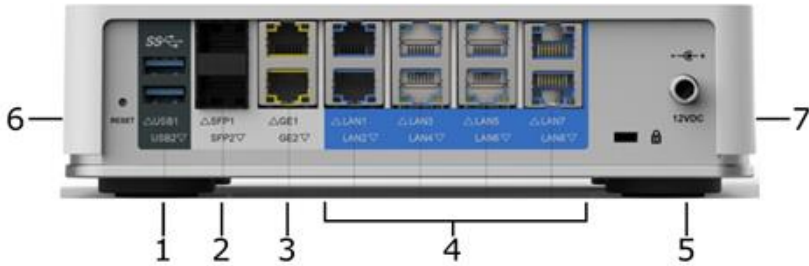 SS
RESET
△USB1
USB2▽
△SFP1
SFP2▽
△GE1
GE2▽
△LAN1
LAN2▽
△LAN3
LAN4▽
△LAN5
LAN6▽
△LAN7
LAN8▽
12VDC
6
7
1
2
3
4
5